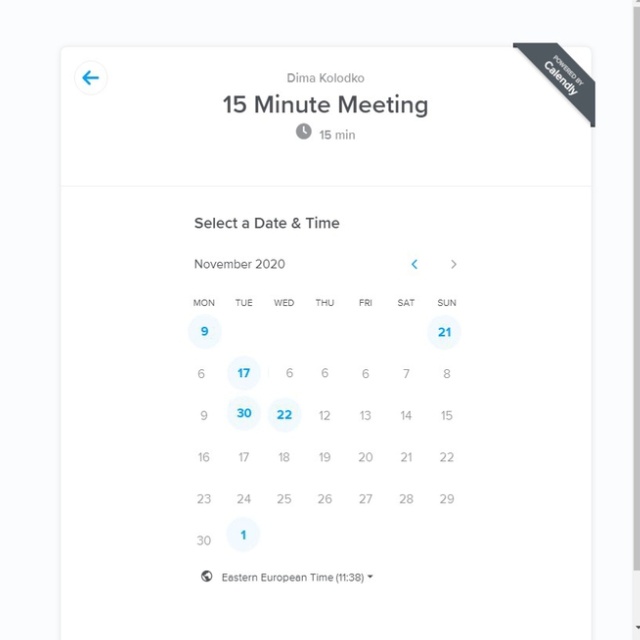 Dima Kolodko
15 Minute Meeting
15 min
POWERED BY
Calendly
Select a Date & Time
November 2020
MON TUE WED THU FRI SAT SUN
9 21
6 17 6 6 6 7 8
9 30 22 12 13 14 15
16 17 18 19 20 21 22
23 24 25 26 27 28 29
30 1
Eastern European Time (11:38)